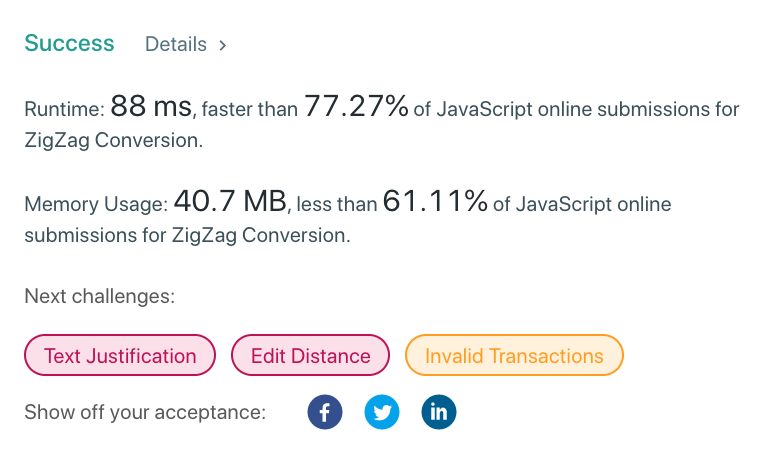 Success Details >
Runtime: 88 ms, faster than 77.27% of JavaScript online submissions for
ZigZag Conversion.
Memory Usage: 40.7 MB, less than 61.11% of JavaScript online
submissions for ZigZag Conversion.
Next challenges:
Text Justification Edit Distance Invalid Transactions
Show off your acceptance: f in